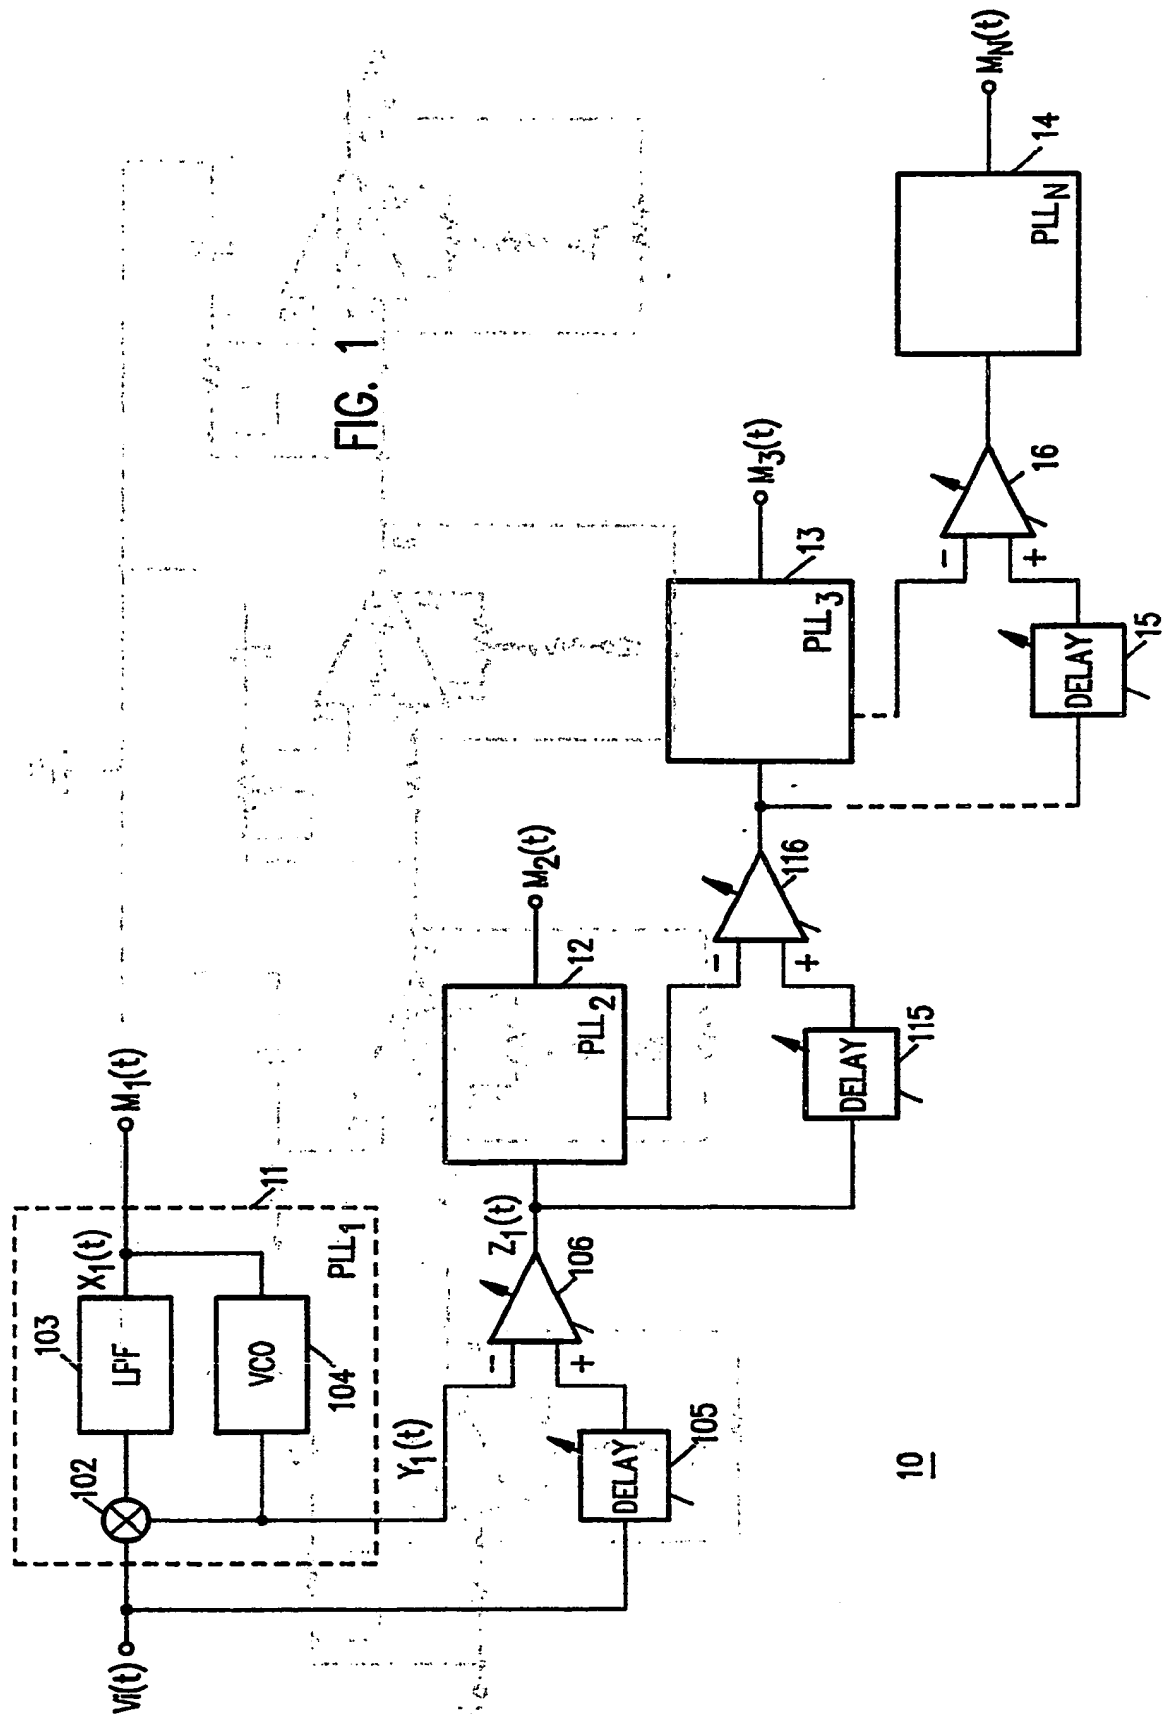 FIG. 1
Vi(t)
102
103
LPF
X1(t)
M1(t)
11
PLL1
VCO
104
Y1(t)
DELAY
105
−
+
106
Z1(t)
PLL2
12
M2(t)
DELAY
115
−
+
116
PLL3
13
M3(t)
DELAY
15
−
+
16
PLLN
14
MN(t)
10